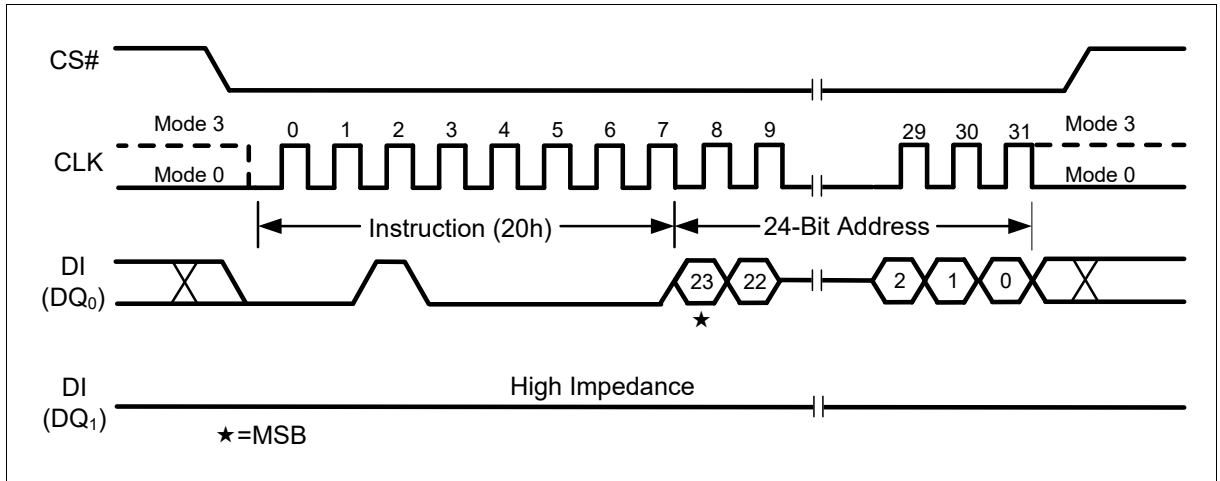 CS#
Mode 3
0 1 2 3 4 5 6 7 8 9 29 30 31
Mode 3
CLK
Mode 0
Mode 0
Instruction (20h)
24-Bit Address
DI
(DQ₀)
23 22 2 1 0
★
DI
(DQ₁)
High Impedance
★=MSB